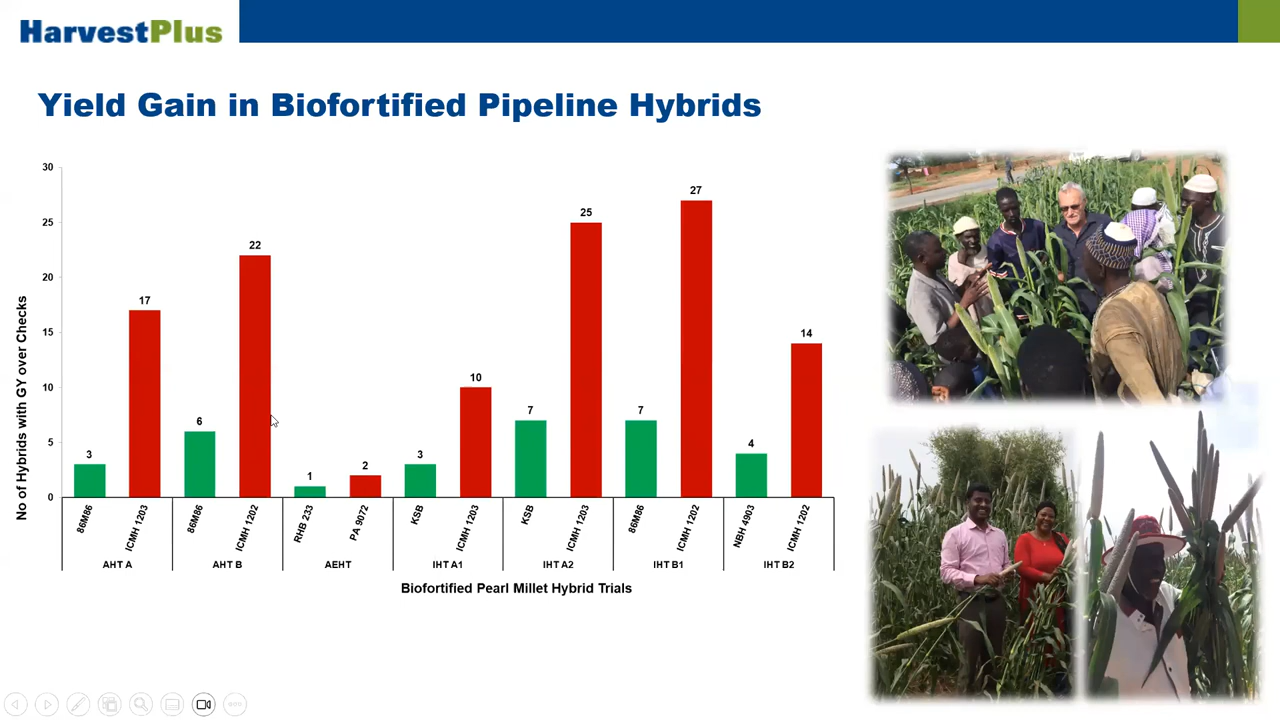 HarvestPlus
Yield Gain in Biofortified Pipeline Hybrids
No of Hybrids with GY over Checks
30
25
20
15
10
5
0
3
17
6
22
1
2
3
10
7
25
7
27
4
14
86M86
ICMH 1203
86M86
ICMH 1202
RHB 233
PA 9072
KSB
ICMH 1203
KSB
ICMH 1203
86M86
ICMH 1202
NBH 4903
ICMH 1202
AHT A
AHT B
AEHT
IHT A1
IHT A2
IHT B1
IHT B2
Biofortified Pearl Millet Hybrid Trials